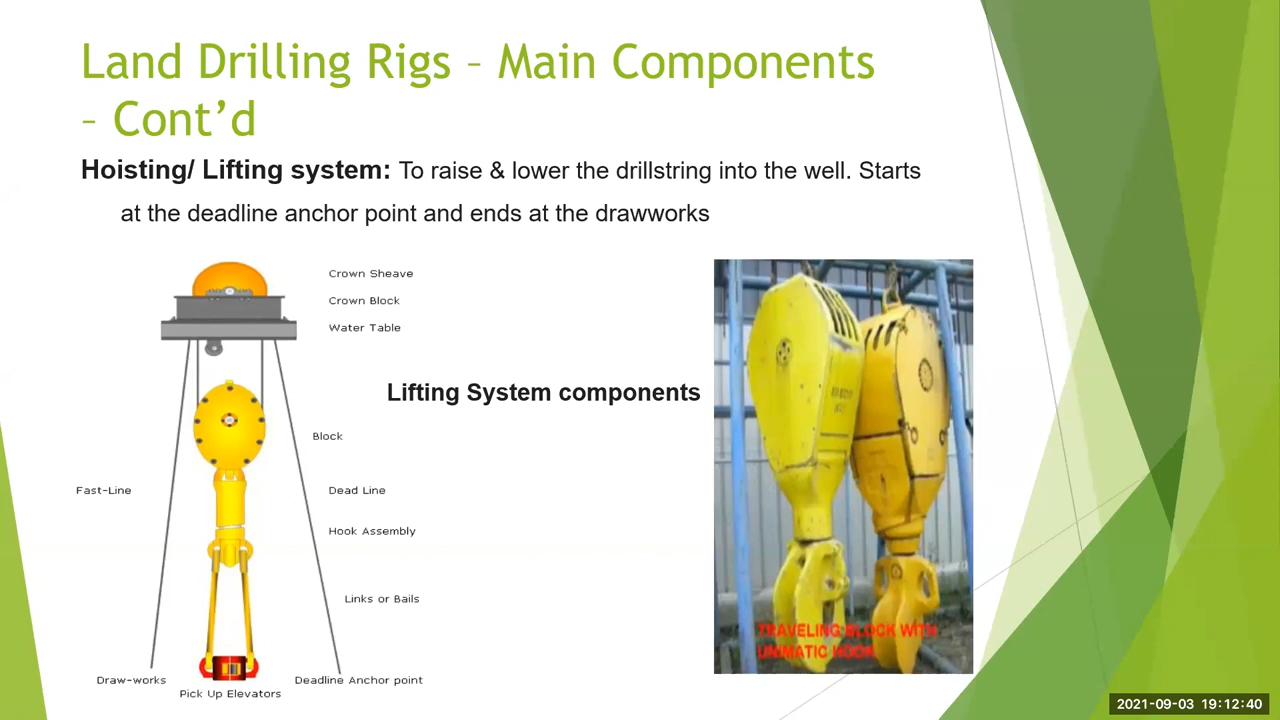 Land Drilling Rigs – Main Components
– Cont’d
Hoisting/ Lifting system: To raise & lower the drillstring into the well. Starts
at the deadline anchor point and ends at the drawworks
Crown Sheave
Crown Block
Water Table
Lifting System components
Block
Fast-Line
Dead Line
Hook Assembly
Links or Bails
Draw-works
Deadline Anchor point
Pick Up Elevators
TRAVELING BLOCK WITH
UNIMATIC HOOK
2021-09-03 19:12:40